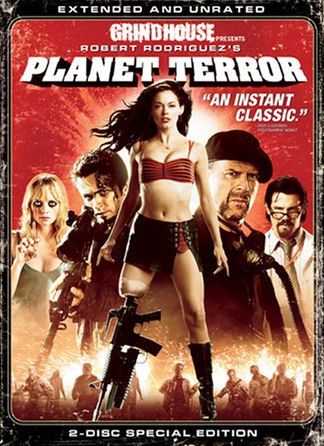 EXTENDED AND UNRATED
GRINDHOUSE
PRESENTS
ROBERT RODRIGUEZ'S
PLANET TERROR
"AN INSTANT
CLASSIC."
2-DISC SPECIAL EDITION